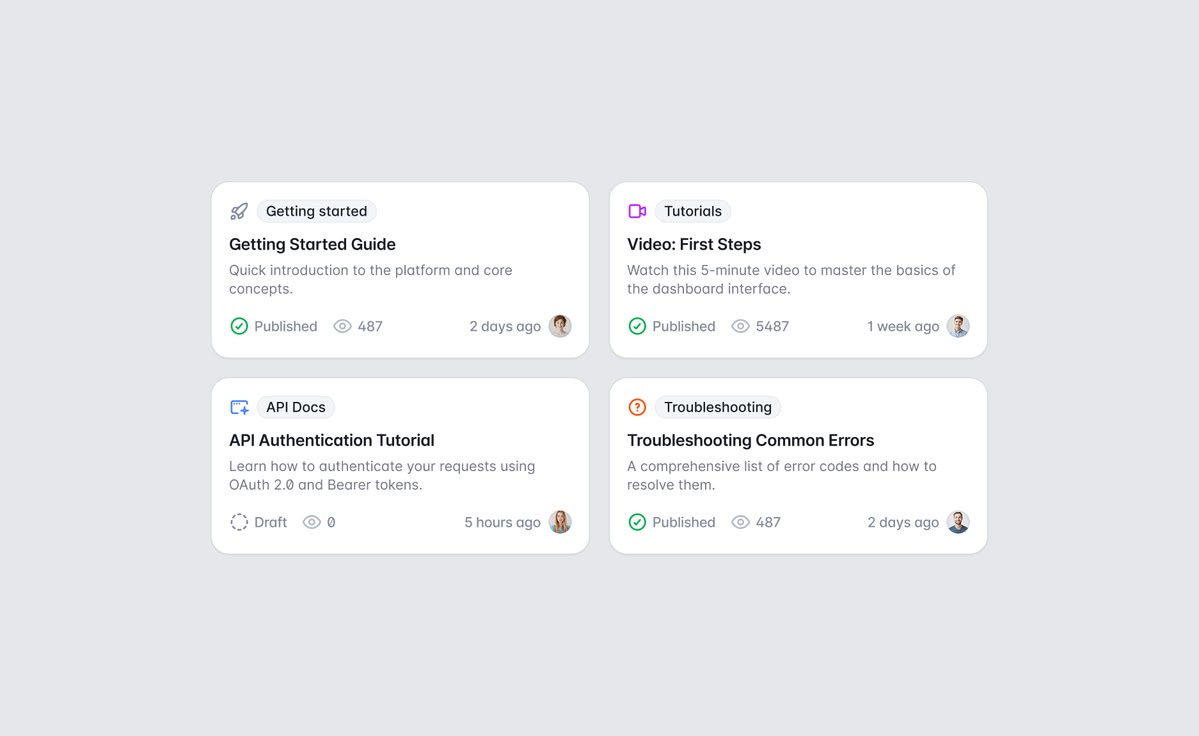 Getting started
Getting Started Guide
Quick introduction to the platform and core
concepts.
Published 487 2 days ago
Tutorials
Video: First Steps
Watch this 5-minute video to master the basics of
the dashboard interface.
Published 5487 1 week ago
API Docs
API Authentication Tutorial
Learn how to authenticate your requests using
OAuth 2.0 and Bearer tokens.
Draft 0 5 hours ago
Troubleshooting
Troubleshooting Common Errors
A comprehensive list of error codes and how to
resolve them.
Published 487 2 days ago